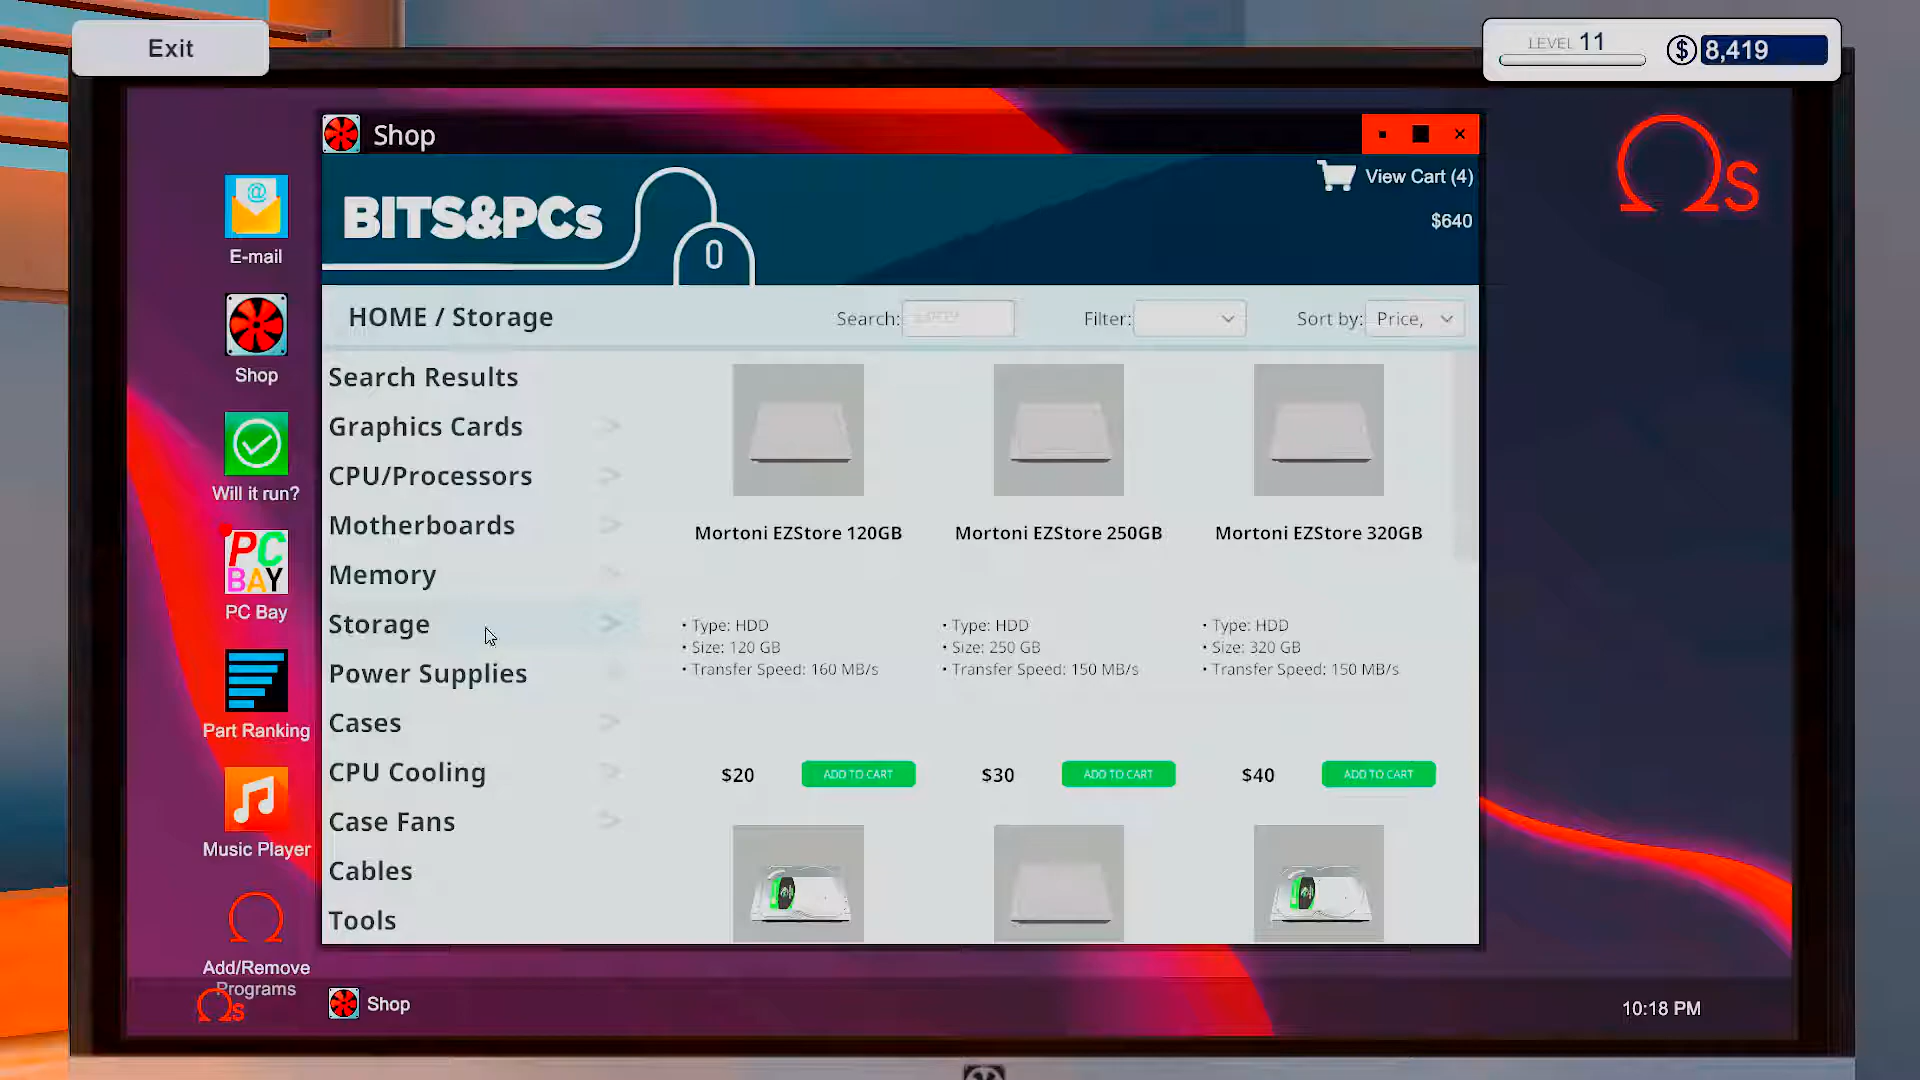 Exit
LEVEL 11
$ 8,419
Shop
BITS&PCs
View Cart (4)
$640
HOME / Storage
Search:
Filter:
Sort by: Price,
Search Results
Graphics Cards
CPU/Processors
Motherboards
Memory
Storage
Power Supplies
Cases
CPU Cooling
Case Fans
Cables
Tools
Mortoni EZStore 120GB
• Type: HDD
• Size: 120 GB
• Transfer Speed: 160 MB/s
$20
ADD TO CART
Mortoni EZStore 250GB
• Type: HDD
• Size: 250 GB
• Transfer Speed: 150 MB/s
$30
ADD TO CART
Mortoni EZStore 320GB
• Type: HDD
• Size: 320 GB
• Transfer Speed: 150 MB/s
$40
ADD TO CART
E-mail
Shop
Will it run?
PC
BAY
PC Bay
Part Ranking
Music Player
Add/Remove
Programs
Ωs
Ωs
Shop
10:18 PM